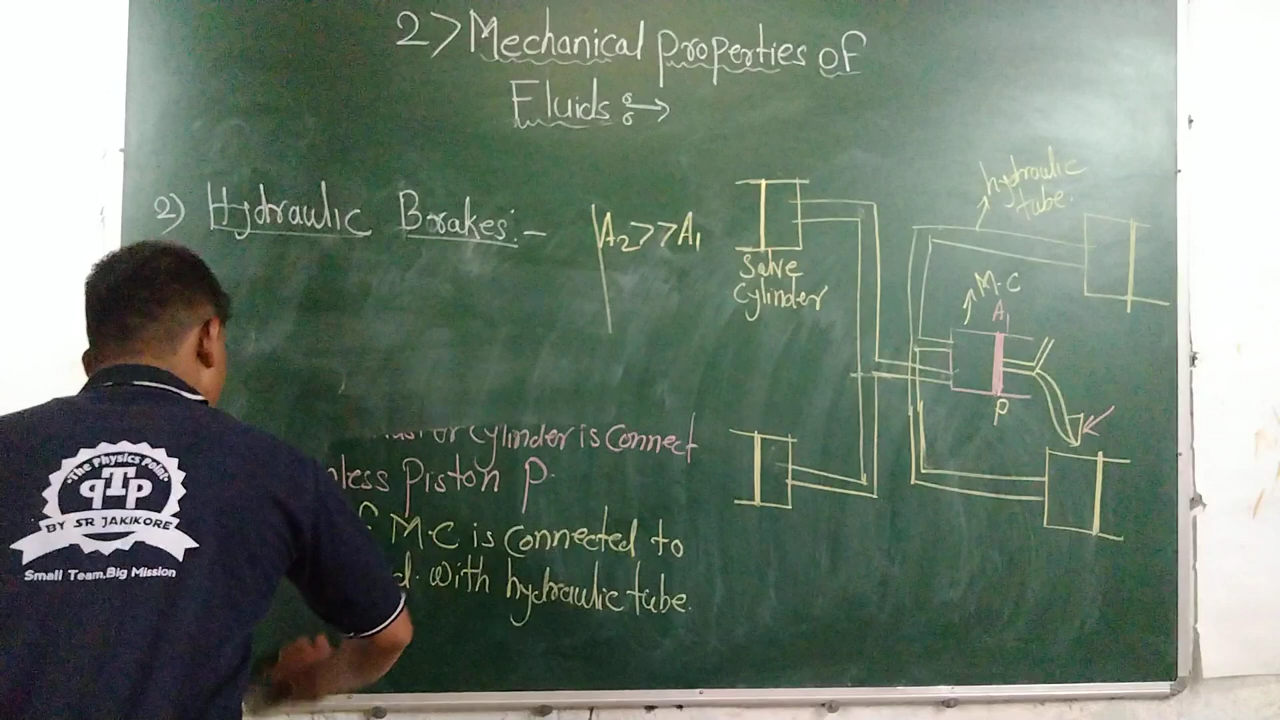 2> Mechanical Properties of
Fluids :→
2) Hydraulic Brakes:-
A2>>A1
Salve
Cylinder
hydraulic
tube.
M.C
A1
P
cylinder is connect
less Piston P.
M.C is connected to
d. with hydraulic tube.
The Physics Point
qTp
BY SR JAKIKORE
Small Team,Big Mission